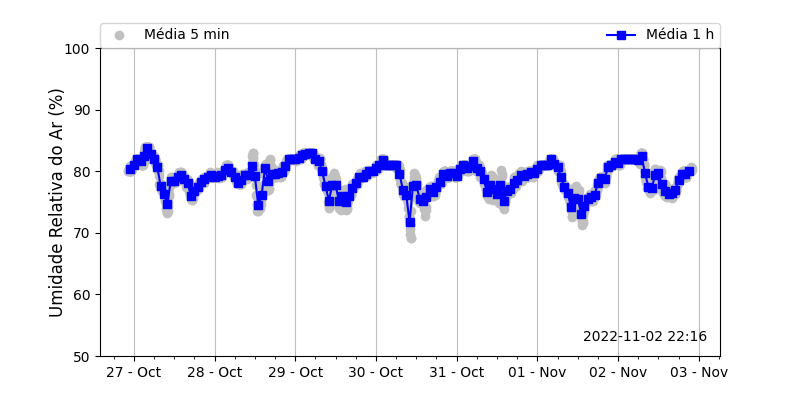 Média 5 min
Média 1 h
Umidade Relativa do Ar (%)
100
90
80
70
60
50
2022-11-02 22:16
27 - Oct
28 - Oct
29 - Oct
30 - Oct
31 - Oct
01 - Nov
02 - Nov
03 - Nov